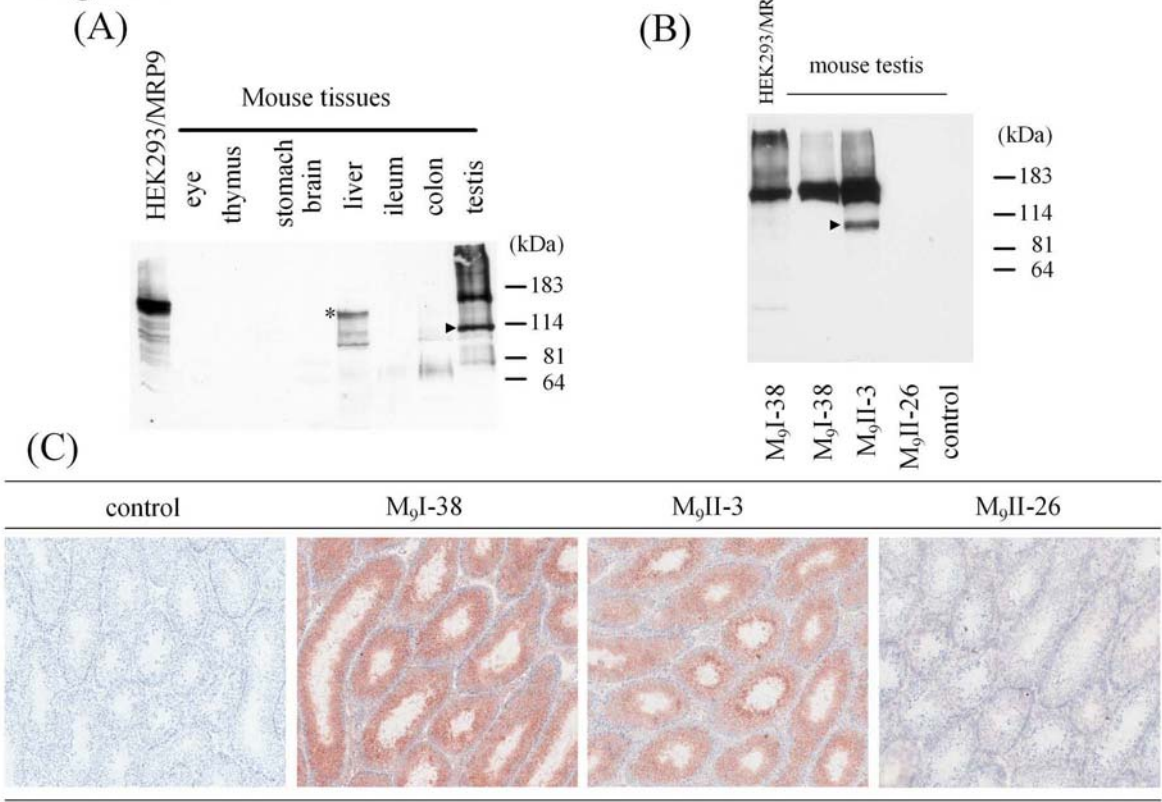 (A)
HEK293/MRP9
Mouse tissues
eye
thymus
stomach
brain
liver
ileum
colon
testis
(kDa)
183
114
81
64
*
(B)
mouse testis
(kDa)
183
114
81
64
M₉I-38
M₉I-38
M₉II-3
M₉II-26
control
(C)
control
M₉I-38
M₉II-3
M₉II-26